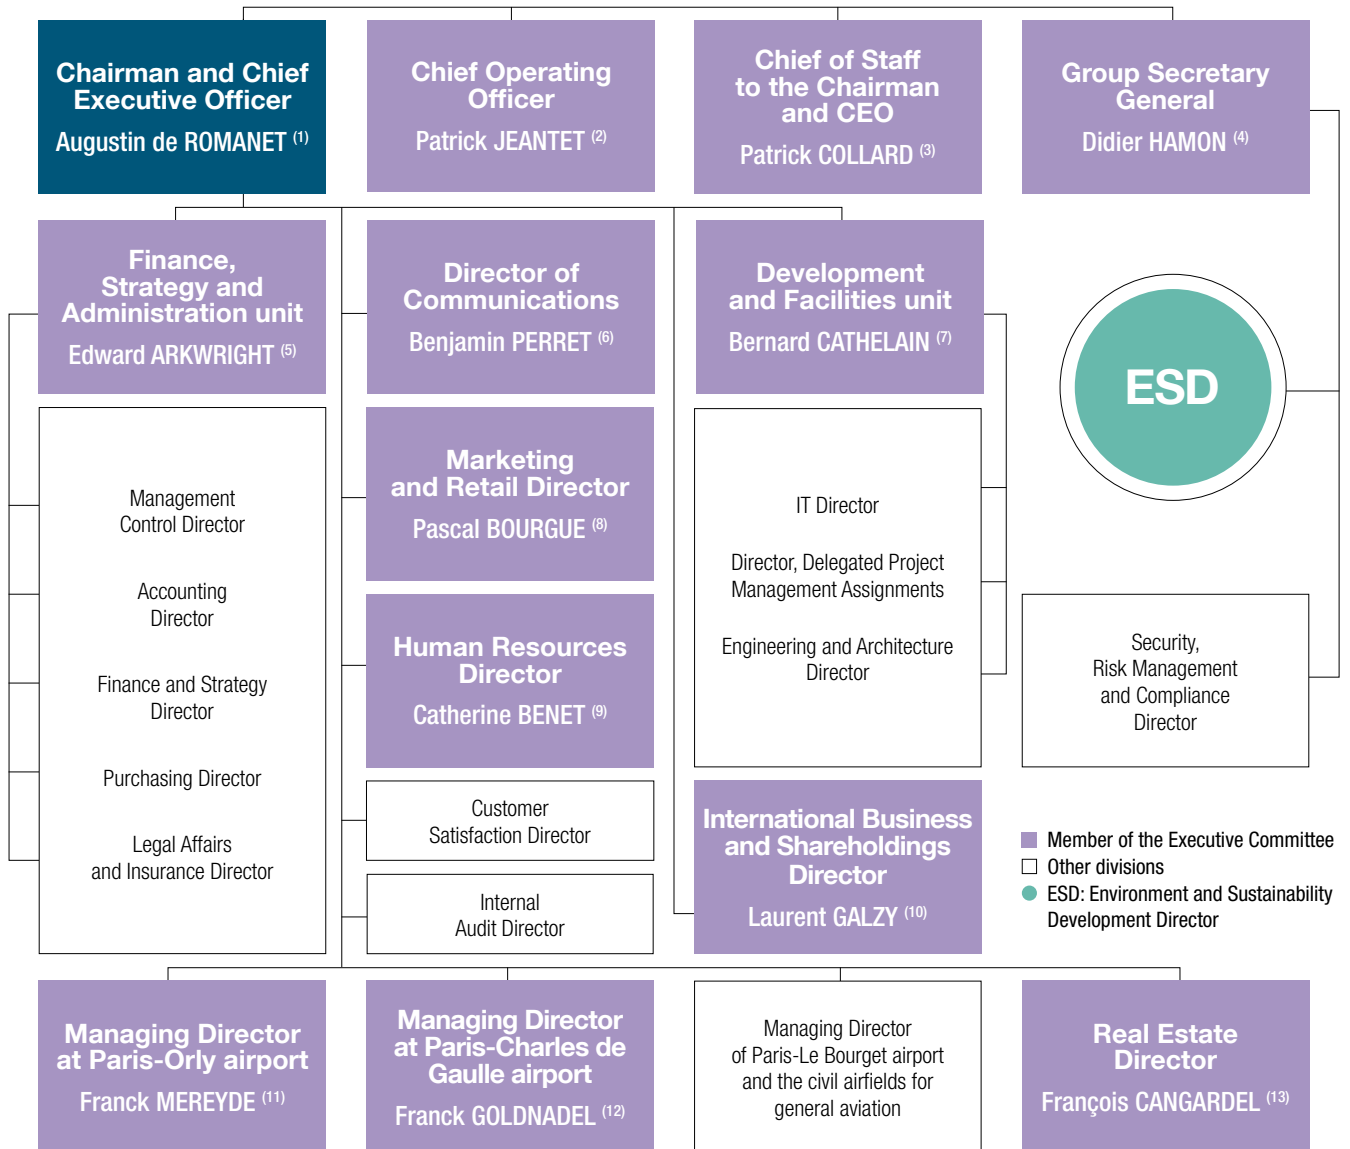 Chairman and Chief
Executive Officer
Augustin de ROMANET (1)
Chief Operating
Officer
Patrick JEANTET (2)
Chief of Staff
to the Chairman
and CEO
Patrick COLLARD (3)
Group Secretary
General
Didier HAMON (4)
Finance,
Strategy and
Administration unit
Edward ARKWRIGHT (5)
Director of
Communications
Benjamin PERRET (6)
Development
and Facilities unit
Bernard CATHELAIN (7)
ESD
Management
Control Director
Accounting
Director
Finance and Strategy
Director
Purchasing Director
Legal Affairs
and Insurance Director
Marketing
and Retail Director
Pascal BOURGUE (8)
Human Resources
Director
Catherine BENET (9)
Customer
Satisfaction Director
Internal
Audit Director
IT Director
Director, Delegated Project
Management Assignments
Engineering and Architecture
Director
International Business
and Shareholdings
Director
Laurent GALZY (10)
Security,
Risk Management
and Compliance
Director
Member of the Executive Committee
Other divisions
ESD: Environment and Sustainability
Development Director
Managing Director
at Paris-Orly airport
Franck MEREYDE (11)
Managing Director
at Paris-Charles de
Gaulle airport
Franck GOLDNADEL (12)
Managing Director
of Paris-Le Bourget airport
and the civil airfields for
general aviation
Real Estate
Director
François CANGARDEL (13)